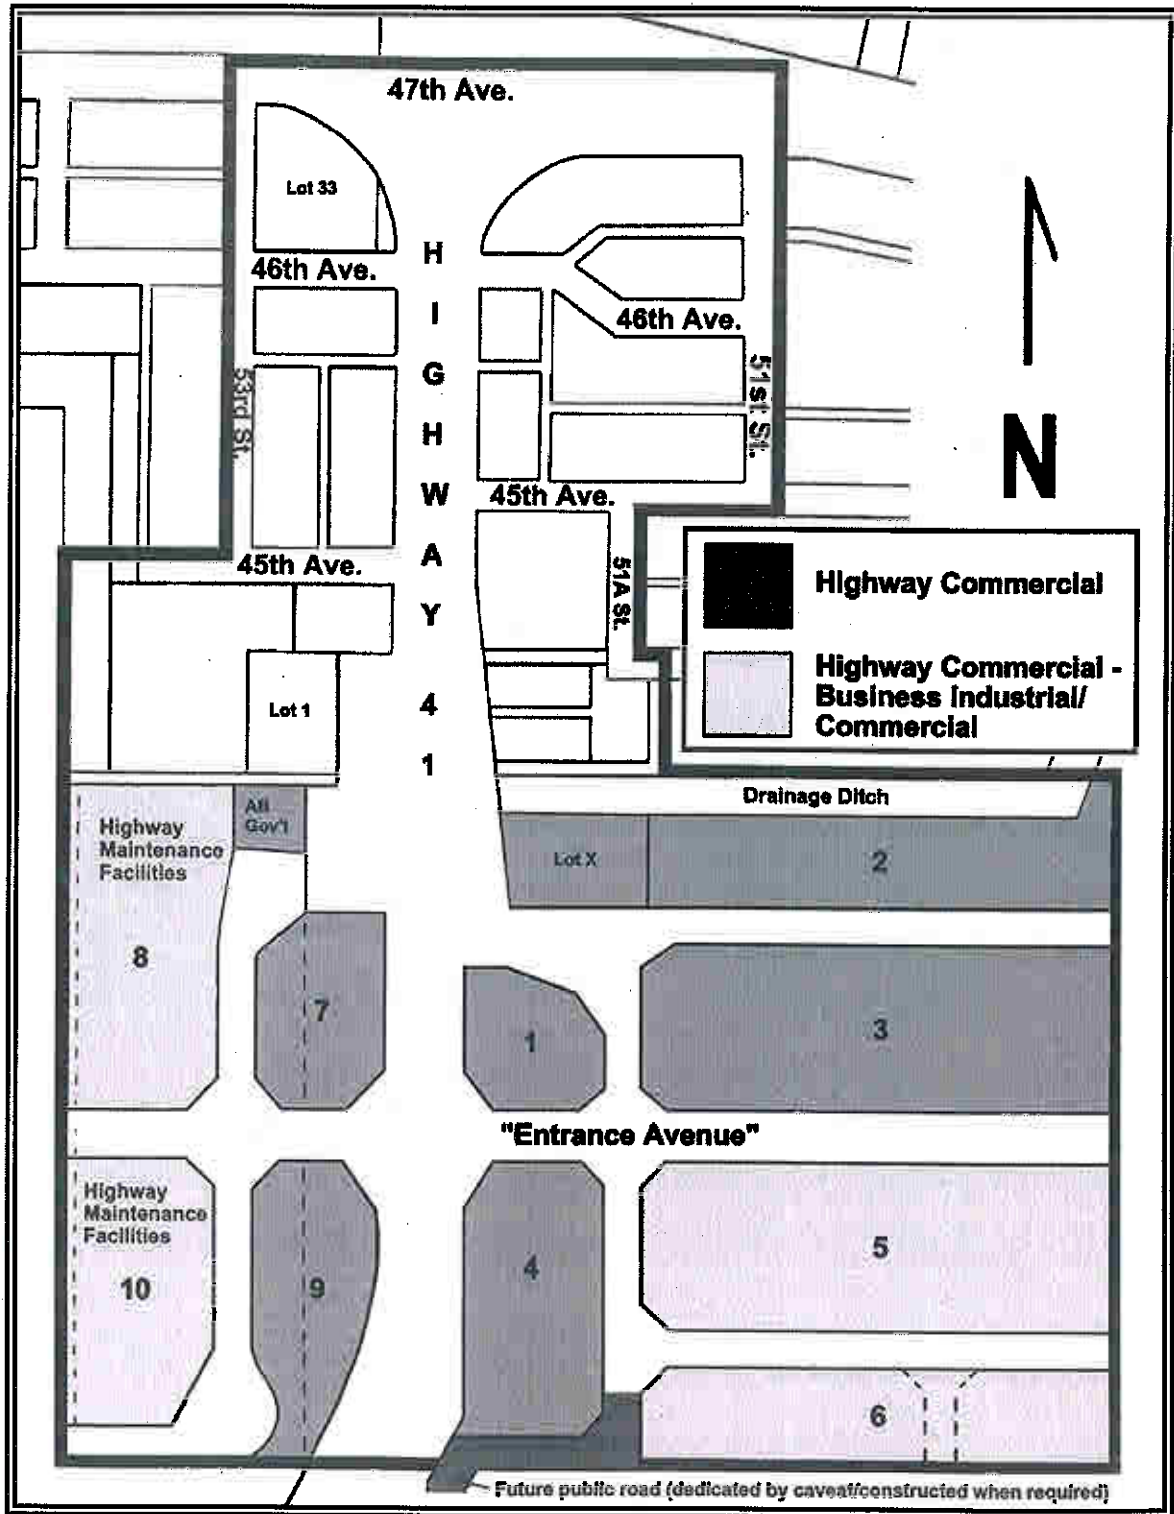 47th Ave.
Lot 33
46th Ave.
46th Ave.
53rd St.
51st St.
HIGHWAY 41
45th Ave.
45th Ave.
51A St.
N
Highway Commercial
Highway Commercial -
Business Industrial/
Commercial
Lot 1
Drainage Ditch
Highway
Maintenance
Facilities
AB
Gov't
Lot X
2
8
7
1
3
"Entrance Avenue"
Highway
Maintenance
Facilities
10
9
4
5
6
Future public road (dedicated by caveat/constructed when required)